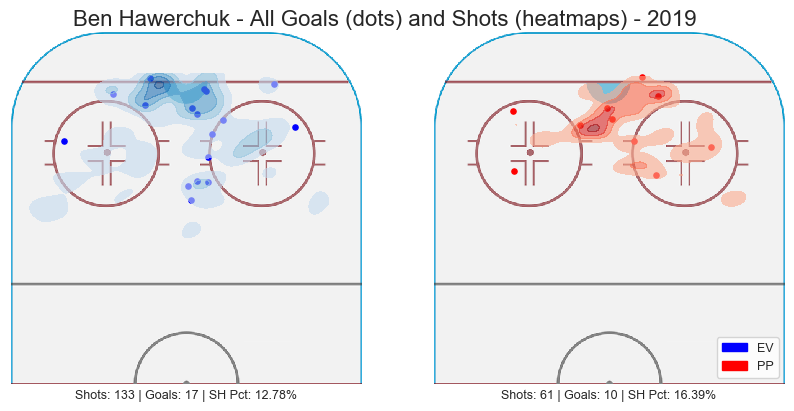 Ben Hawerchuk - All Goals (dots) and Shots (heatmaps) - 2019
EV
PP
Shots: 133 | Goals: 17 | SH Pct: 12.78%
Shots: 61 | Goals: 10 | SH Pct: 16.39%